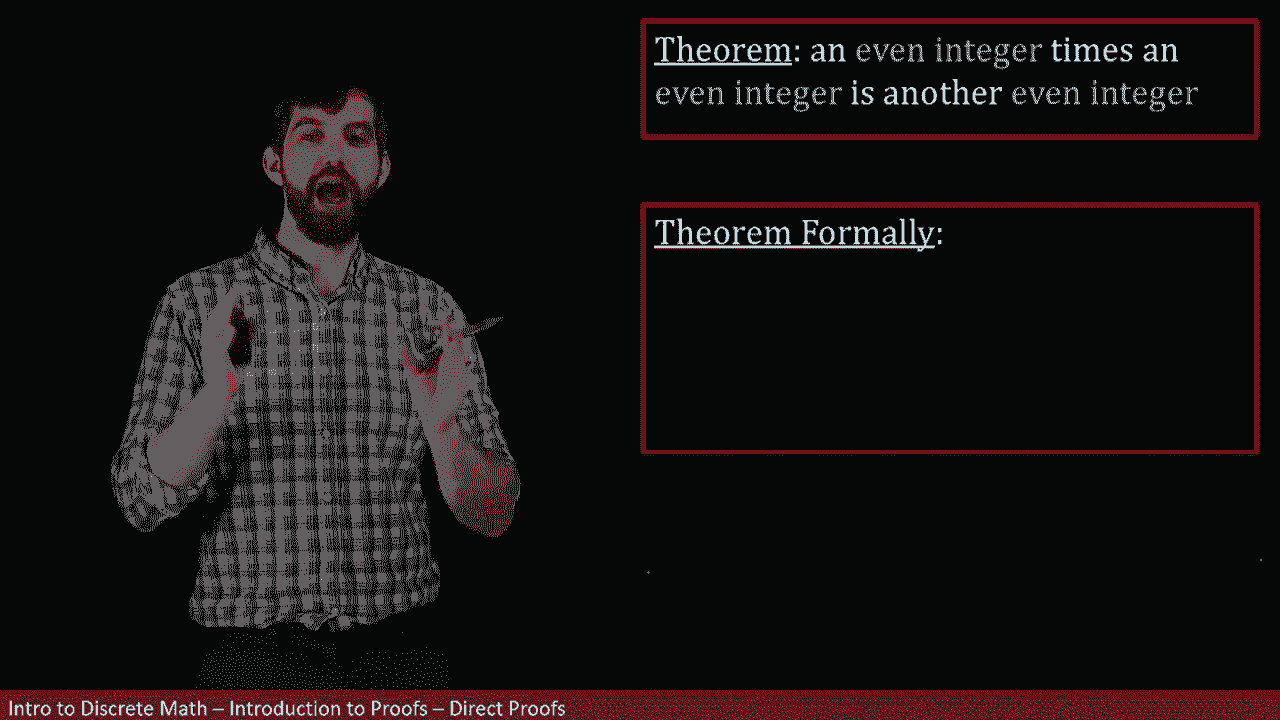 Theorem: an even integer times an
even integer is another even integer
Theorem Formally:
Intro to Discrete Math – Introduction to Proofs – Direct Proofs